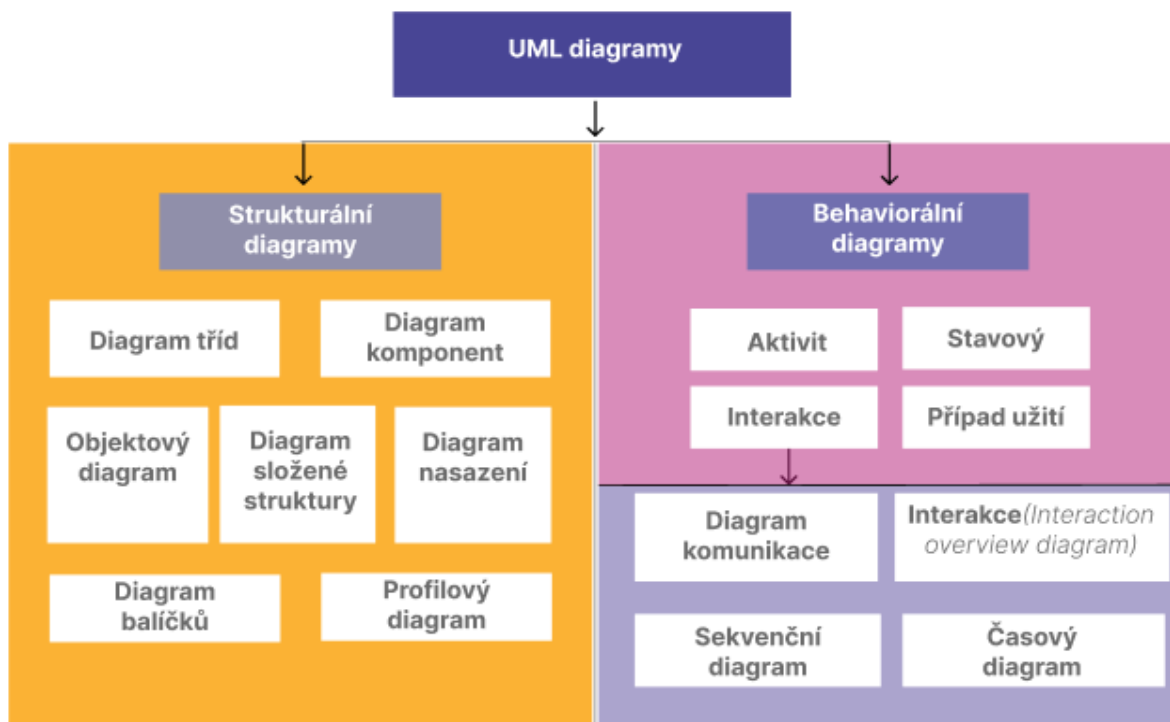 UML diagramy
Strukturální
diagramy
Diagram tříd
Diagram
komponent
Objektový
diagram
Diagram
složené
struktury
Diagram
nasazení
Diagram
balíčků
Profilový
diagram
Behaviorální
diagramy
Aktivit
Stavový
Interakce
Případ užití
Diagram
komunikace
Interakce(Interaction
overview diagram)
Sekvenční
diagram
Časový
diagram